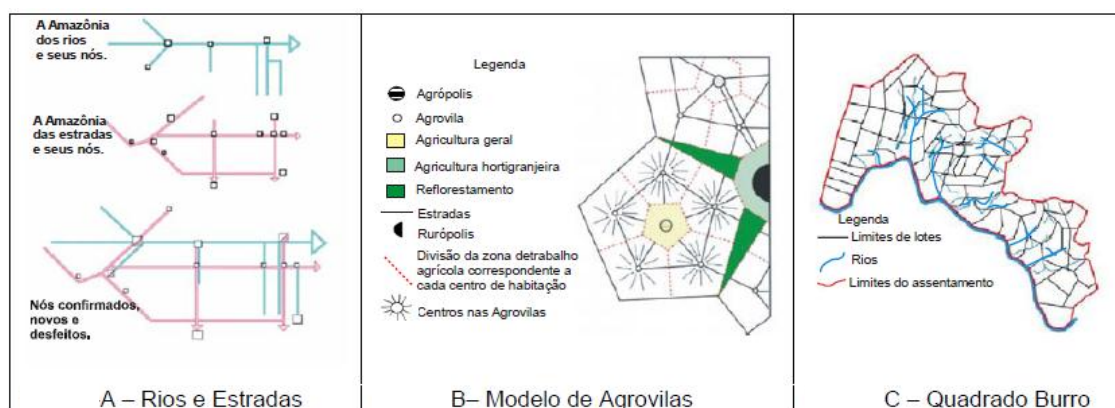 A Amazônia
dos rios
e seus nós.
A Amazônia
das estradas
e seus nós.
Nós confirmados,
novos e
desfeitos.
A – Rios e Estradas
Legenda
Agrópolis
Agrovila
Agricultura geral
Agricultura hortigranjeira
Reflorestamento
Estradas
Rurópolis
Divisão da zona detrabalho
agrícola correspondente a
cada centro de habitação
Centros nas Agrovilas
B– Modelo de Agrovilas
Legenda
Limites de lotes
Rios
Limites do assentamento
C – Quadrado Burro